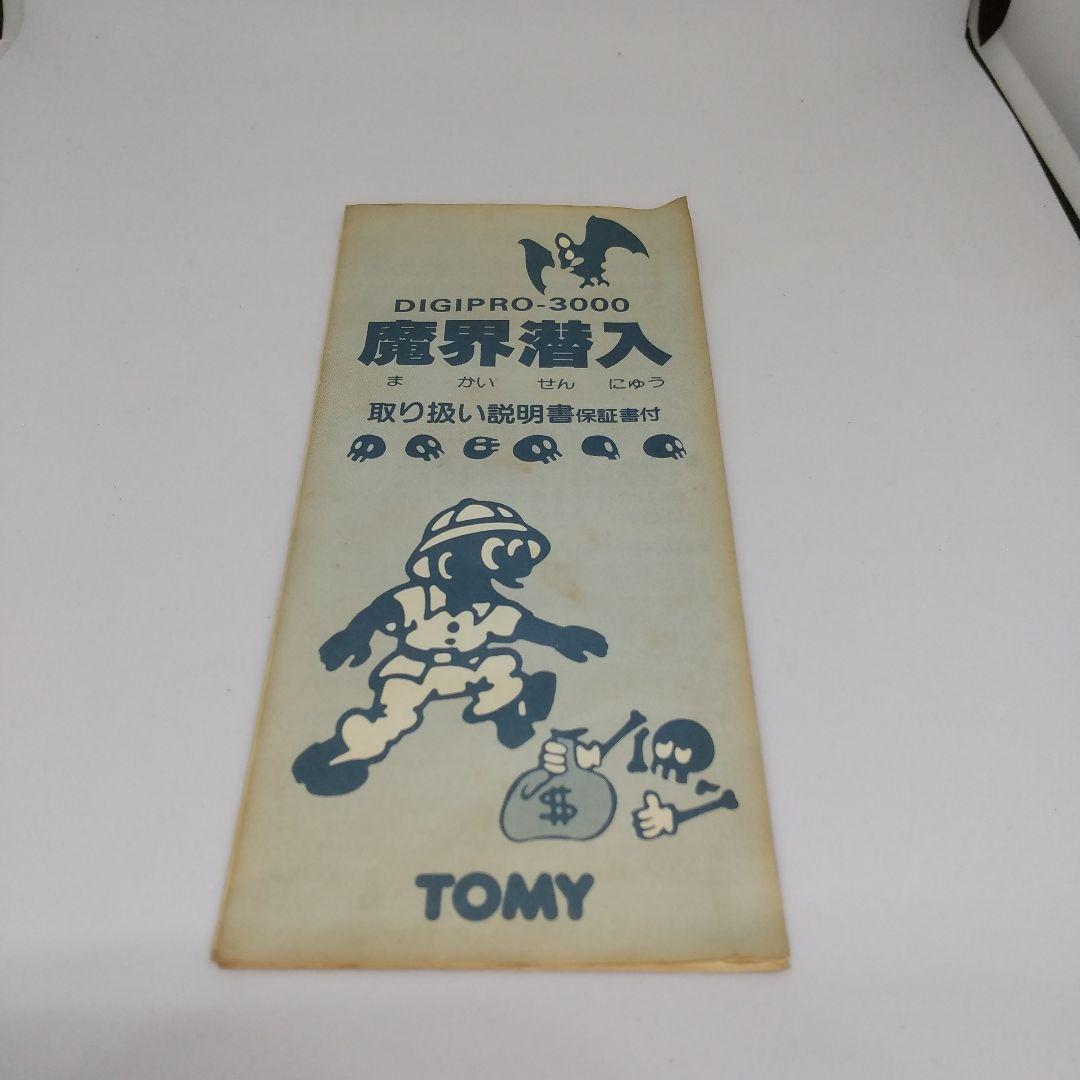 DIGIPRO-3000
魔界潜入
ま かい せん にゅう
取り扱い説明書保証書付
$
TOMY